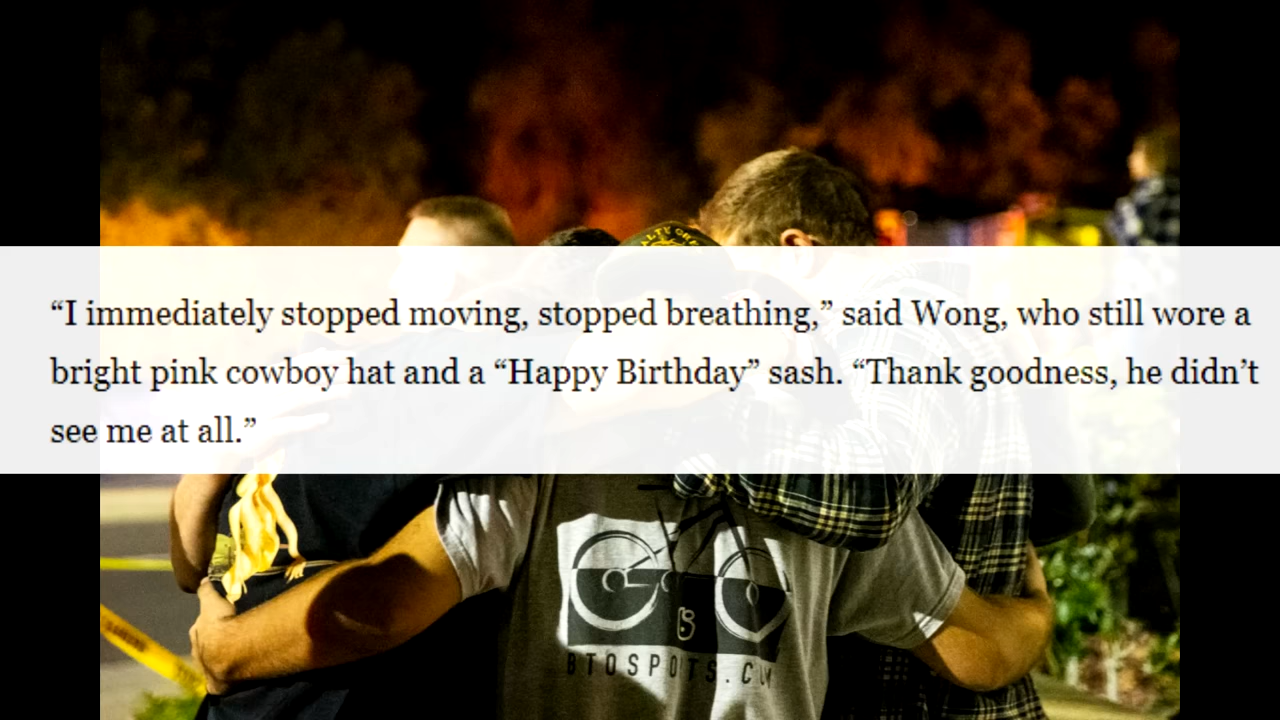 “I immediately stopped moving, stopped breathing,” said Wong, who still wore a
bright pink cowboy hat and a “Happy Birthday” sash. “Thank goodness, he didn’t
see me at all.”
BTOSPOTS.COM